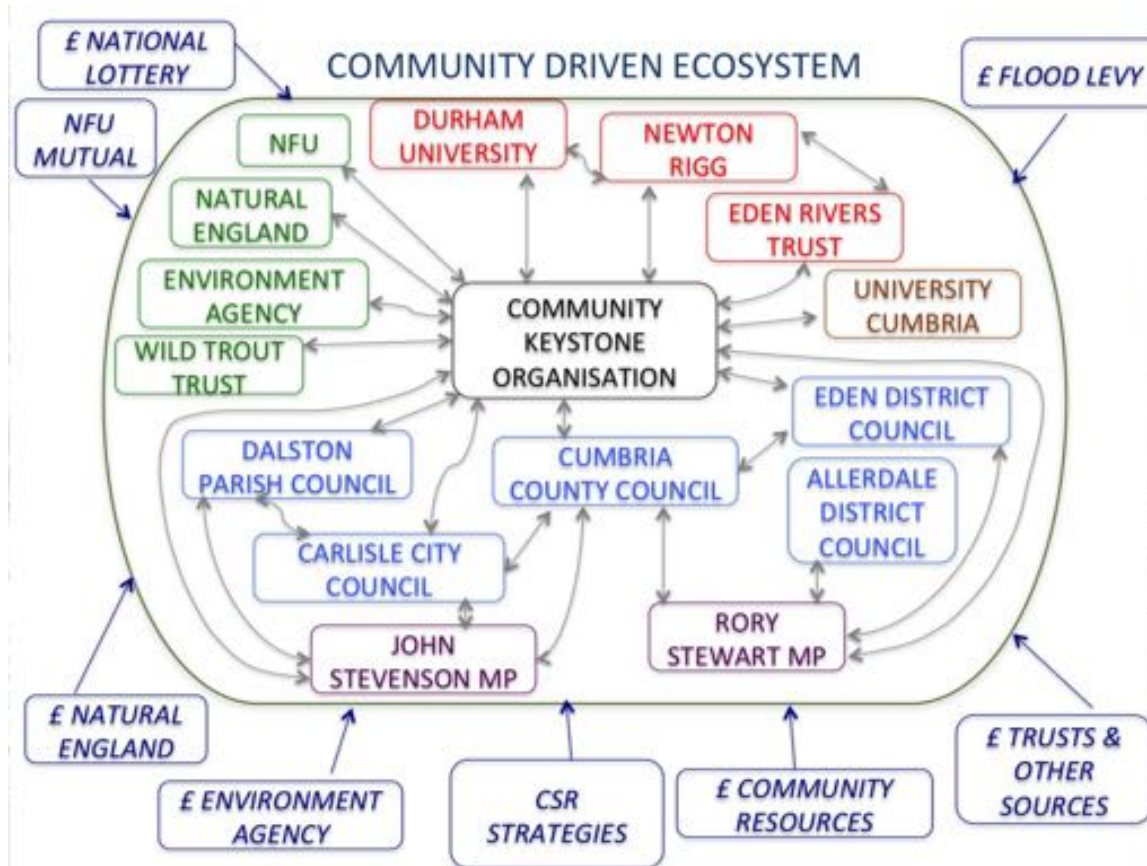 £ NATIONAL
LOTTERY
COMMUNITY DRIVEN ECOSYSTEM
£ FLOOD LEVY
NFU
MUTUAL
NFU
DURHAM
UNIVERSITY
NEWTON
RIGG
NATURAL
ENGLAND
EDEN RIVERS
TRUST
ENVIRONMENT
AGENCY
COMMUNITY
KEYSTONE
ORGANISATION
UNIVERSITY
CUMBRIA
WILD TROUT
TRUST
EDEN DISTRICT
COUNCIL
DALSTON
PARISH COUNCIL
CUMBRIA
COUNTY COUNCIL
ALLERDALE
DISTRICT
COUNCIL
CARLISLE CITY
COUNCIL
JOHN
STEVENSON MP
RORY
STEWART MP
£ NATURAL
ENGLAND
£ ENVIRONMENT
AGENCY
CSR
STRATEGIES
£ COMMUNITY
RESOURCES
£ TRUSTS &
OTHER
SOURCES